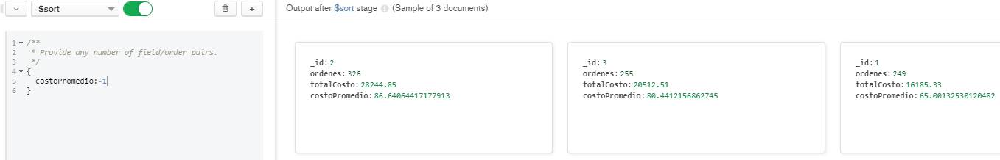 $sort
+
Output after $sort stage (Sample of 3 documents)
1 /**
2  * Provide any number of field/order pairs.
3  */
4 {
5   costoPromedio:-1
6 }
_id: 2
ordenes: 326
totalCosto: 28244.85
costoPromedio: 86.64064417177913
_id: 3
ordenes: 255
totalCosto: 20512.51
costoPromedio: 80.4412156862745
_id: 1
ordenes: 249
totalCosto: 16185.33
costoPromedio: 65.00132530120482